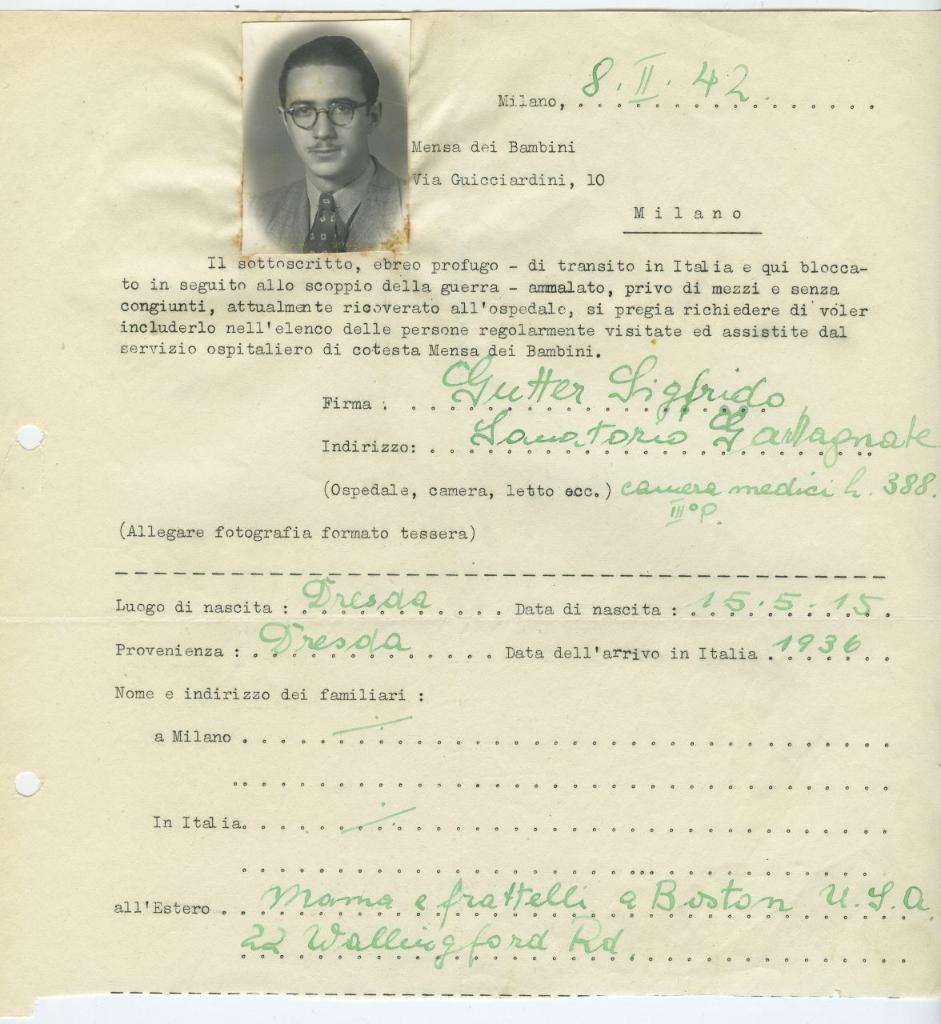 Milano, 8.II.42
Mensa dei Bambini
Via Guicciardini, 10
Milano
Il sottoscritto, ebreo profugo - di transito in Italia e qui blocca-
to in seguito allo scoppio della guerra - ammalato, privo di mezzi e senza
congiunti, attualmente ricoverato all'ospedale, si pregia richiedere di voler
includerlo nell'elenco delle persone regolarmente visitate ed assistite dal
servizio ospitaliero di cotesta Mensa dei Bambini.
Firma : Gutter Sigfrido
Indirizzo: Sanatorio Garbagnate
(Ospedale, camera, letto ecc.) camera medici h. 388.
III° p.
(Allegare fotografia formato tessera)
Luogo di nascita : Dresda Data di nascita : 15.5.15.
Provenienza : Dresda Data dell'arrivo in Italia 1936
Nome e indirizzo dei familiari :
a Milano
In Italia
all'Estero Mama e frattelli a Boston U.S.A.
22 Wallingford Rd.